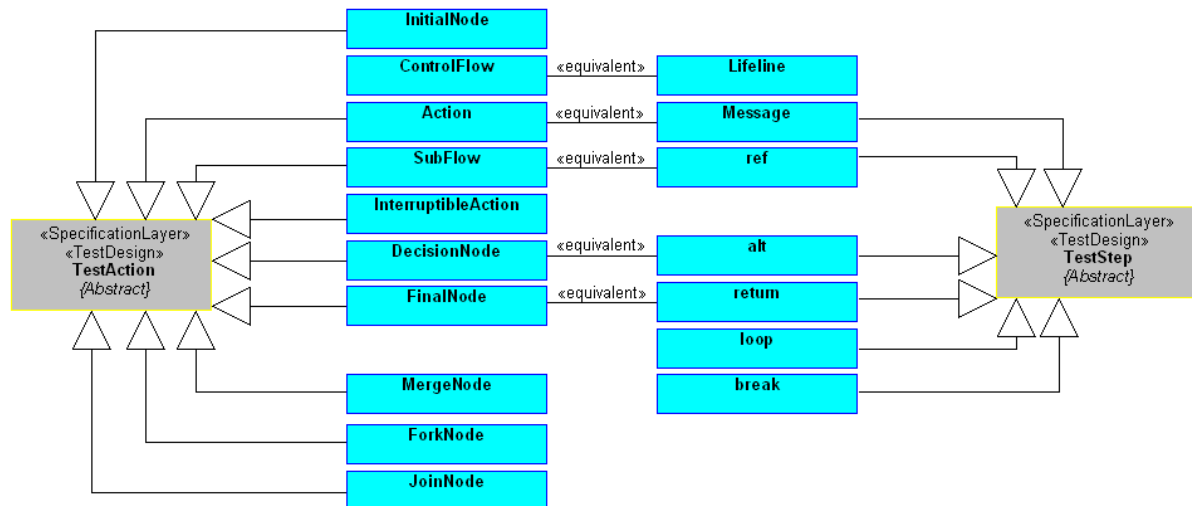 InitialNode
ControlFlow
«equivalent»
Lifeline
Action
«equivalent»
Message
SubFlow
«equivalent»
ref
InterruptibleAction
«SpecificationLayer»
«TestDesign»
TestAction
{Abstract}
«SpecificationLayer»
«TestDesign»
TestStep
{Abstract}
DecisionNode
«equivalent»
alt
FinalNode
«equivalent»
return
loop
MergeNode
break
ForkNode
JoinNode